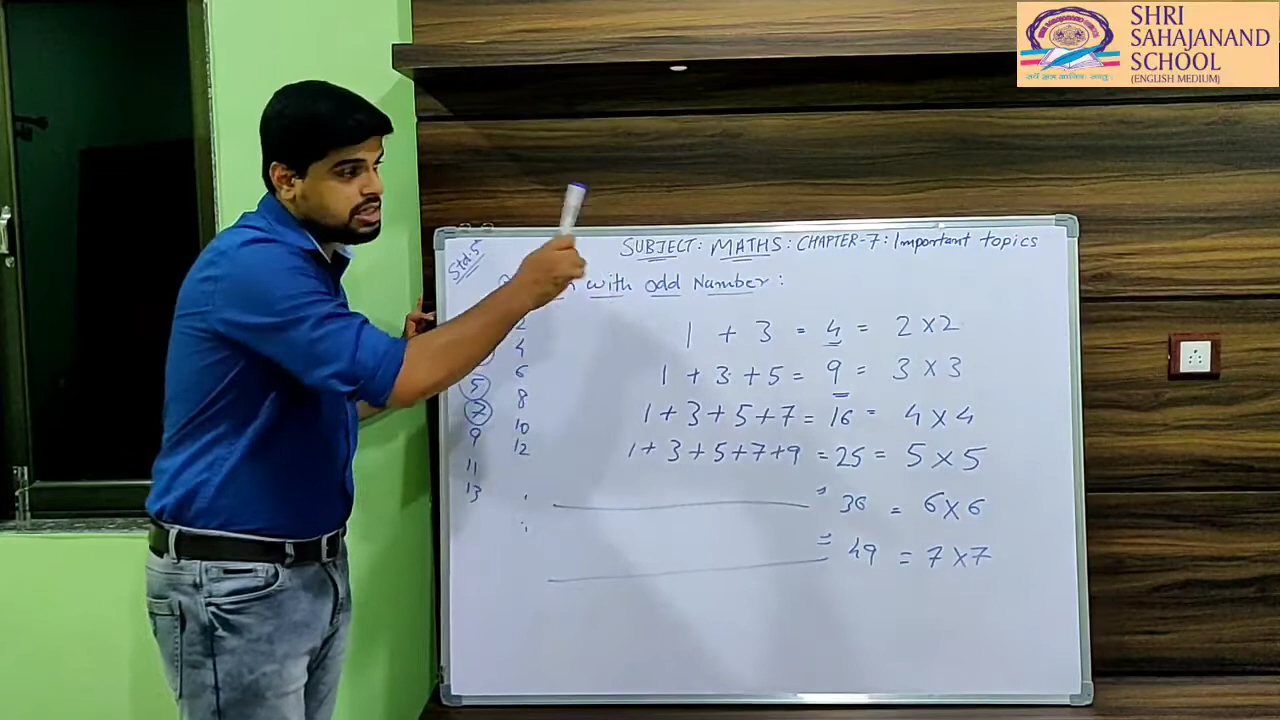 SHRI
SAHAJANAND
SCHOOL
(ENGLISH MEDIUM)
Std:5
SUBJECT: MATHS: CHAPTER-7: Important topics
with odd Number:
2
4
5
6
7
8
9
10
11
12
13
1 + 3 = 4 = 2 × 2
1 + 3 + 5 = 9 = 3 × 3
1 + 3 + 5 + 7 = 16 = 4 × 4
1 + 3 + 5 + 7 + 9 = 25 = 5 × 5
= 36 = 6 × 6
= 49 = 7 × 7